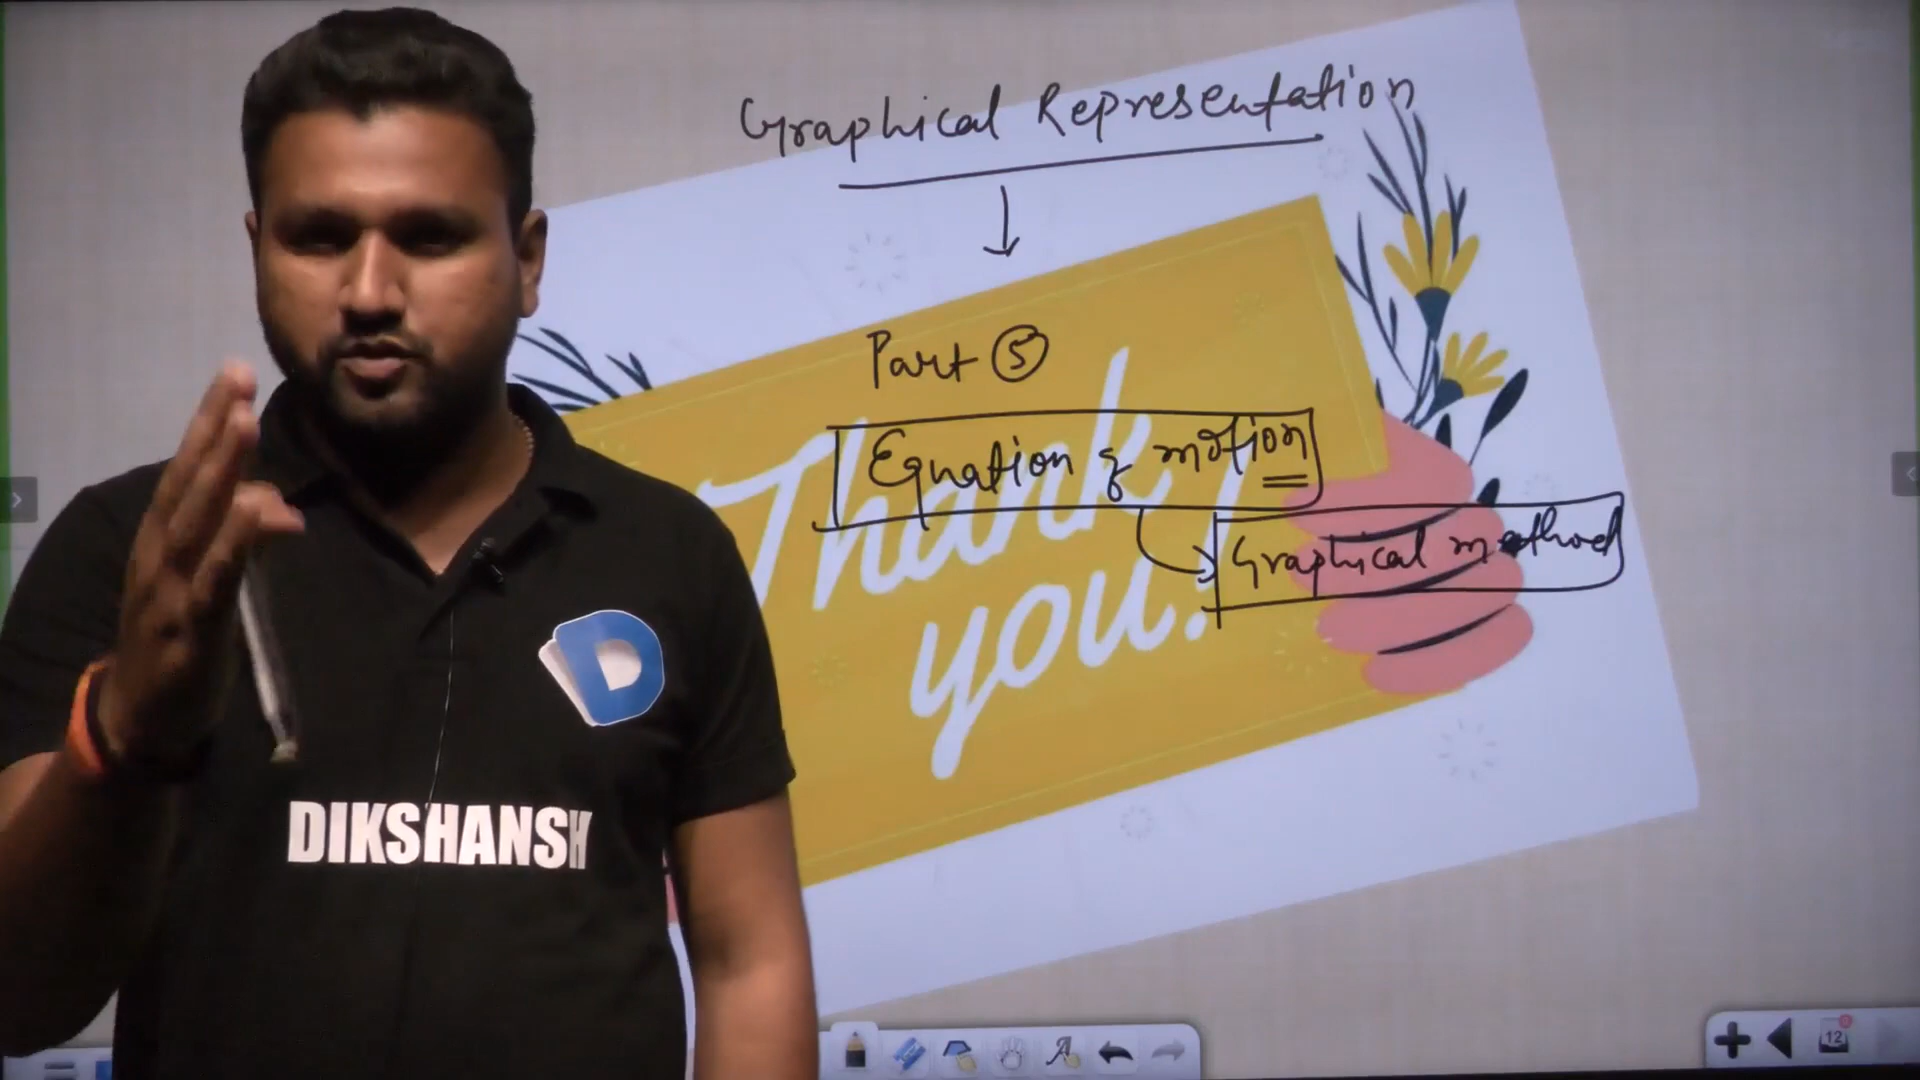 Graphical Representation
Part 5
Equation of motion
Graphical method
Thank
you!
D
DIKSHANSH
12